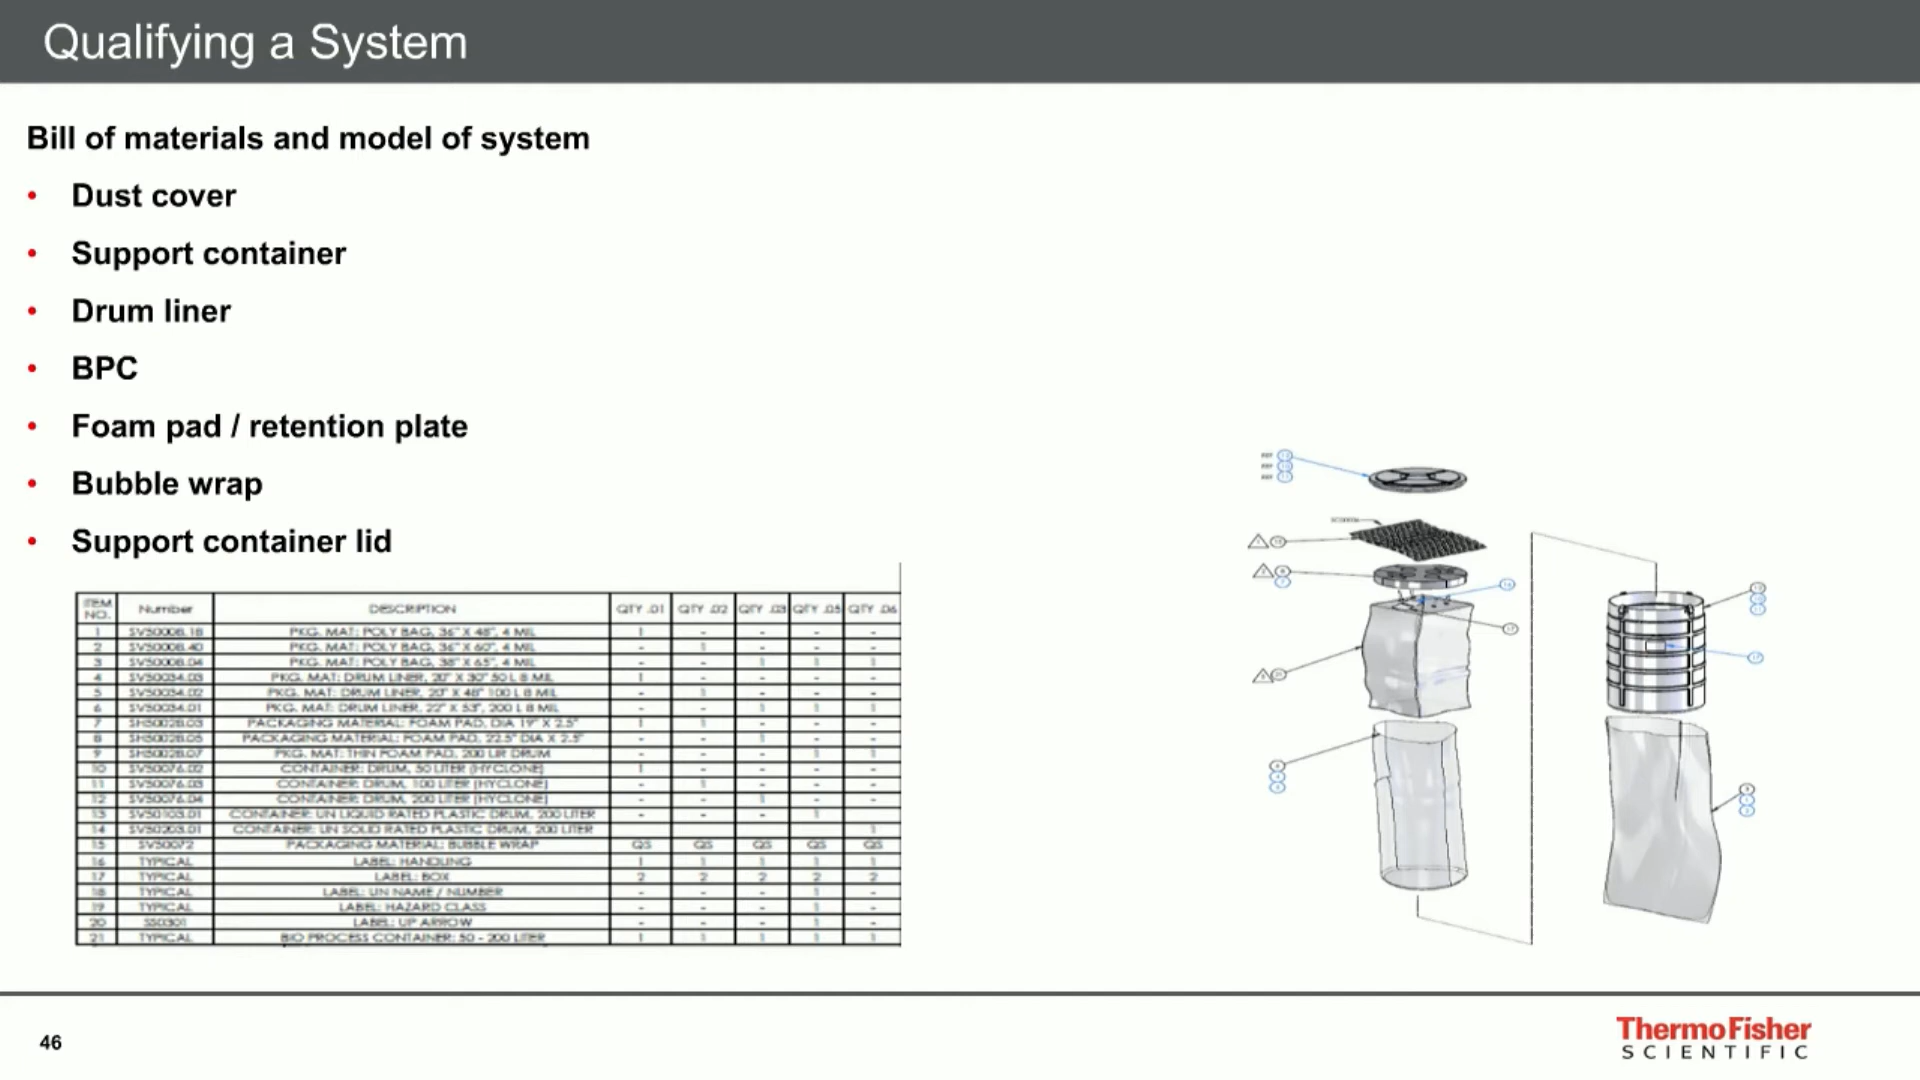 Qualifying a System
Bill of materials and model of system
• Dust cover
• Support container
• Drum liner
• BPC
• Foam pad / retention plate
• Bubble wrap
• Support container lid
ITEM NO. Number DESCRIPTION QTY .01 QTY .02 QTY .03 QTY .05 QTY .06
1 SV50008.18 PKG. MAT: POLY BAG, 36" X 48", 4 MIL 1 - - - -
2 SV50008.40 PKG. MAT: POLY BAG, 36" X 60", 4 MIL - 1 - - -
3 SV50008.04 PKG. MAT: POLY BAG, 38" X 65", 4 MIL - - 1 1 1
4 SV50034.03 PKG. MAT: DRUM LINER, 20" X 30" 50 L 8 MIL 1 - - - -
5 SV50034.02 PKG. MAT: DRUM LINER, 20" X 48" 100 L 8 MIL - 1 - - -
6 SV50034.01 PKG. MAT: DRUM LINER, 22" X 53", 200 L 8 MIL - - 1 1 1
7 SH50028.03 PACKAGING MATERIAL: FOAM PAD, DIA 19" X 2.5" 1 1 - - -
8 SH50028.05 PACKAGING MATERIAL: FOAM PAD, 22.5" DIA X 2.5" - - 1 - -
9 SH50028.07 PKG. MAT: THIN FOAM PAD, 200 LIR DRUM - - - 1 1
10 SV50076.02 CONTAINER: DRUM, 50 LITER (HYCLONE) 1 - - - -
11 SV50076.03 CONTAINER: DRUM, 100 LITER (HYCLONE) - 1 - - -
12 SV50076.04 CONTAINER: DRUM, 200 LITER (HYCLONE) - - 1 - -
13 SV50103.01 CONTAINER: UN LIQUID RATED PLASTIC DRUM, 200 LITER - - - 1 -
14 SV50203.01 CONTAINER: UN SOLID RATED PLASTIC DRUM, 200 LITER 1
15 SV50072 PACKAGING MATERIAL: BUBBLE WRAP QS QS QS QS QS
16 TYPICAL LABEL: HANDLING 1 1 1 1 1
17 TYPICAL LABEL: BOX 2 2 2 2 2
18 TYPICAL LABEL: UN NAME / NUMBER - - - 1 -
19 TYPICAL LABEL: HAZARD CLASS - - - 1 -
20 SS0301 LABEL: UP ARROW - - - 1 -
21 TYPICAL BIO PROCESS CONTAINER: 50 - 200 LITER 1 1 1 1 1
REF
REF
REF
46
ThermoFisher
SCIENTIFIC